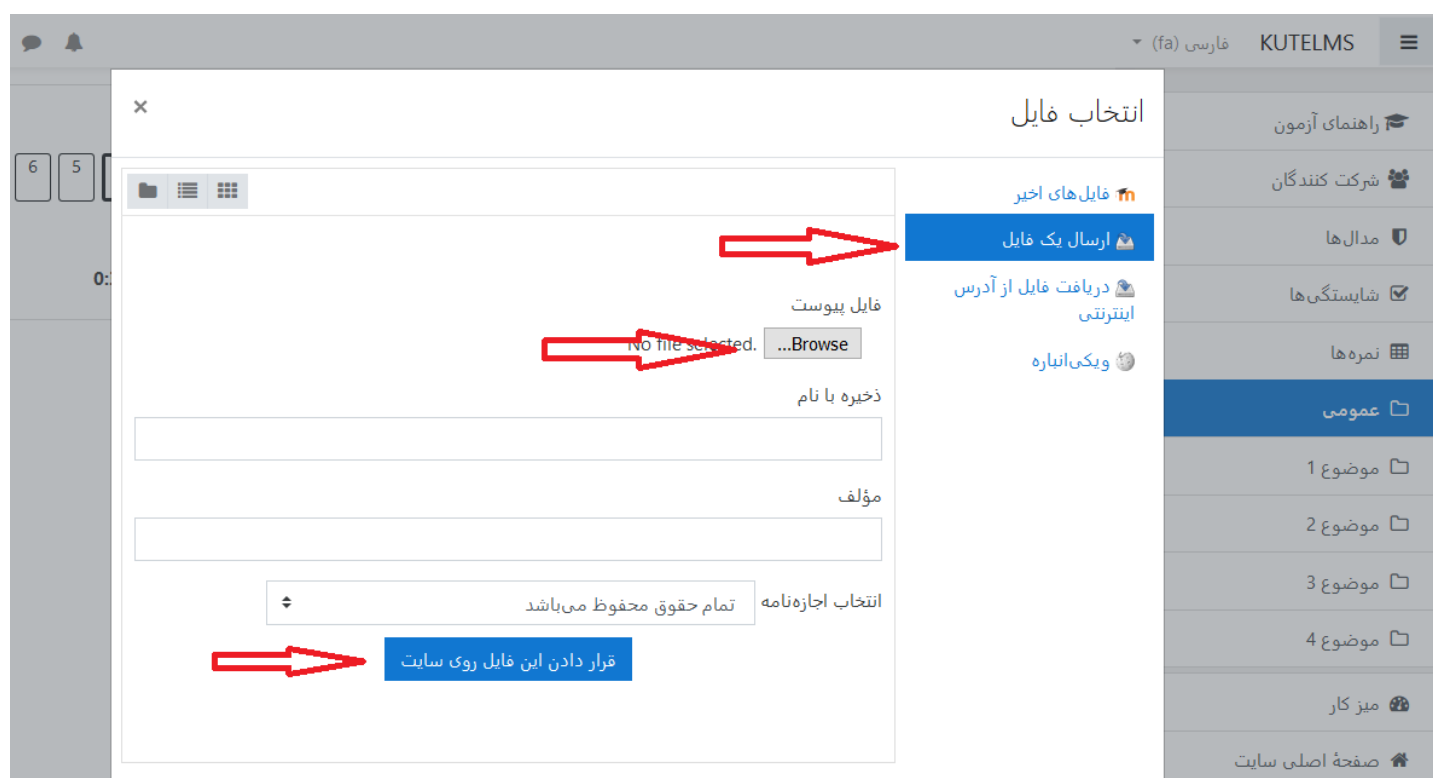 KUTELMS
فارسی (fa)
انتخاب فایل
×
فایل‌های اخیر
ارسال یک فایل
دریافت فایل از آدرس
اینترنتی
ویکی‌انباره
فایل پیوست
Browse... No file selected.
ذخیره با نام
مؤلف
انتخاب اجازه‌نامه تمام حقوق محفوظ می‌باشد
قرار دادن این فایل روی سایت
راهنمای آزمون
شرکت کنندگان
مدال‌ها
شایستگی‌ها
نمره‌ها
عمومی
موضوع 1
موضوع 2
موضوع 3
موضوع 4
میز کار
صفحهٔ اصلی سایت
5
6